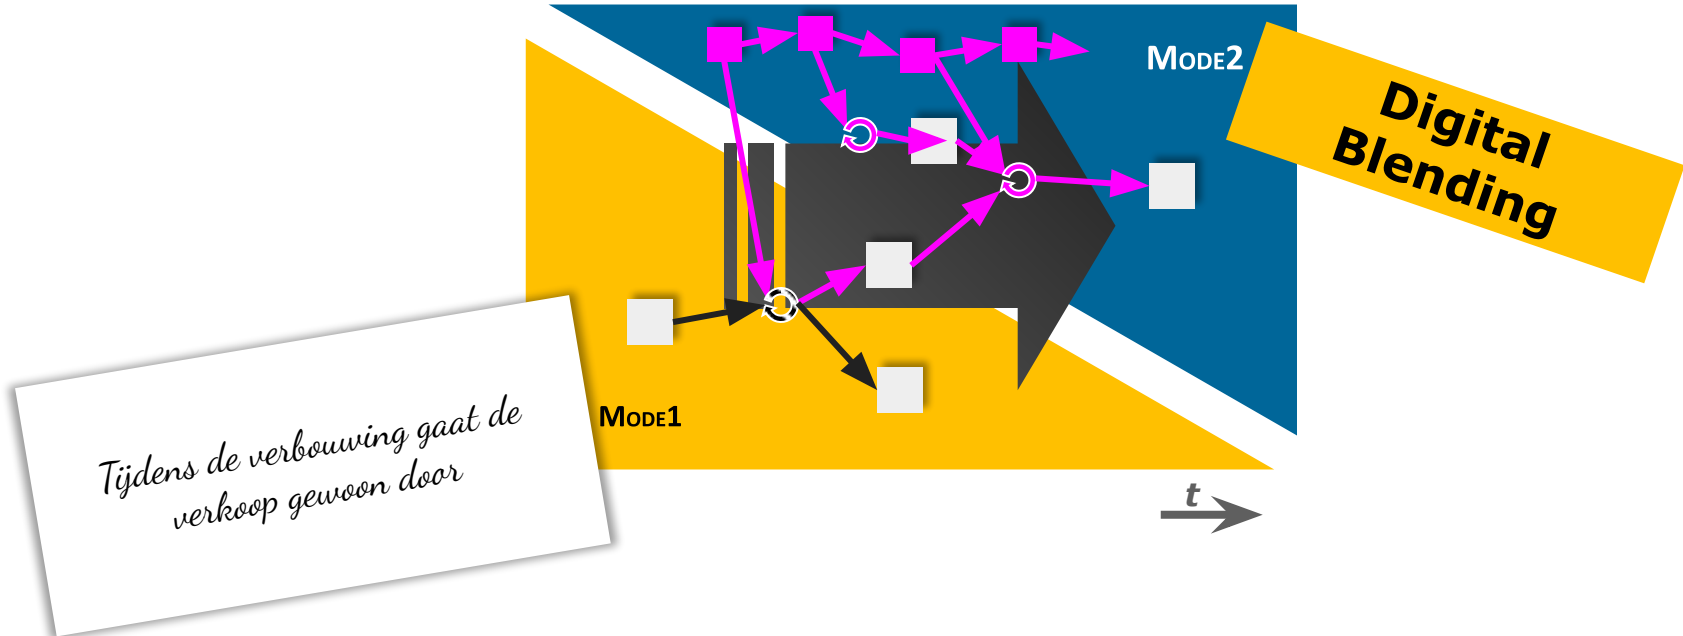 Mode2
Digital
Blending
Tijdens de verbouwing gaat de
verkoop gewoon door
Mode1
t